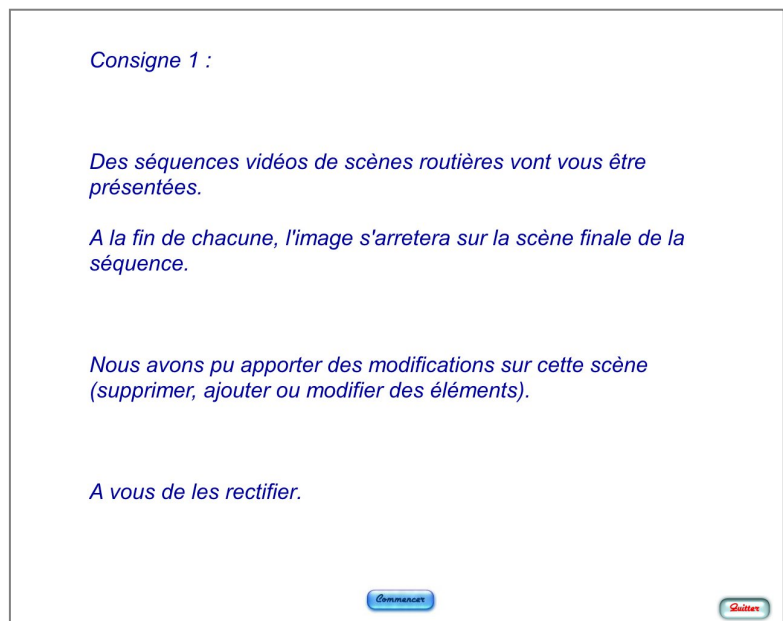 Consigne 1 :
Des séquences vidéos de scènes routières vont vous être
présentées.
A la fin de chacune, l'image s'arretera sur la scène finale de la
séquence.
Nous avons pu apporter des modifications sur cette scène
(supprimer, ajouter ou modifier des éléments).
A vous de les rectifier.
Commencer
Quitter